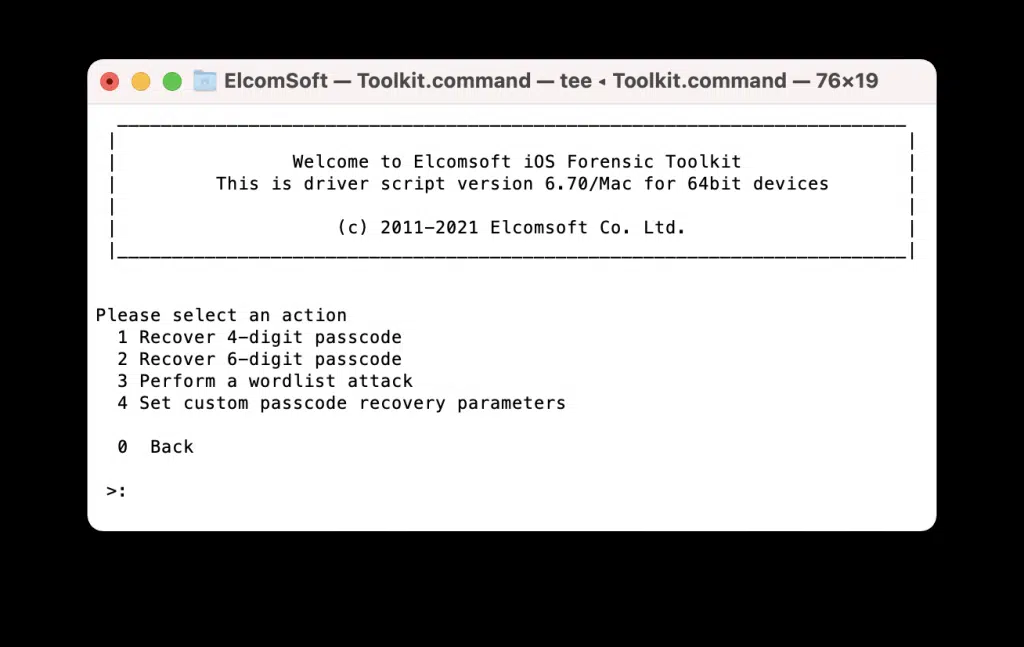 ElcomSoft — Toolkit.command — tee ◂ Toolkit.command — 76×19
Welcome to Elcomsoft iOS Forensic Toolkit
This is driver script version 6.70/Mac for 64bit devices
(c) 2011-2021 Elcomsoft Co. Ltd.
Please select an action
1 Recover 4-digit passcode
2 Recover 6-digit passcode
3 Perform a wordlist attack
4 Set custom passcode recovery parameters
0 Back
>: